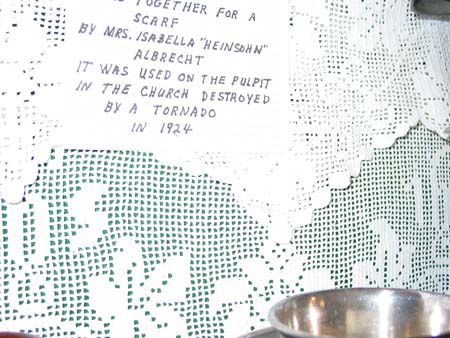 TOGETHER FOR A
SCARF
BY MRS. ISABELLA "HEINSOHN"
ALBRECHT
IT WAS USED ON THE PULPIT
IN THE CHURCH DESTROYED
BY A TORNADO
IN 1924